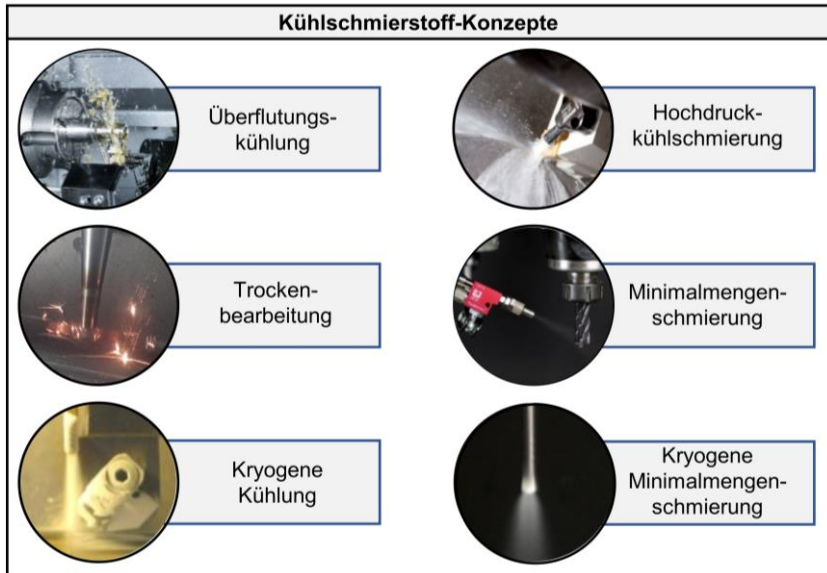 Kühlschmierstoff-Konzepte
Überflutungs-
kühlung
Hochdruck-
kühlschmierung
Trocken-
bearbeitung
Minimalmengen-
schmierung
Kryogene
Kühlung
Kryogene
Minimalmengen-
schmierung